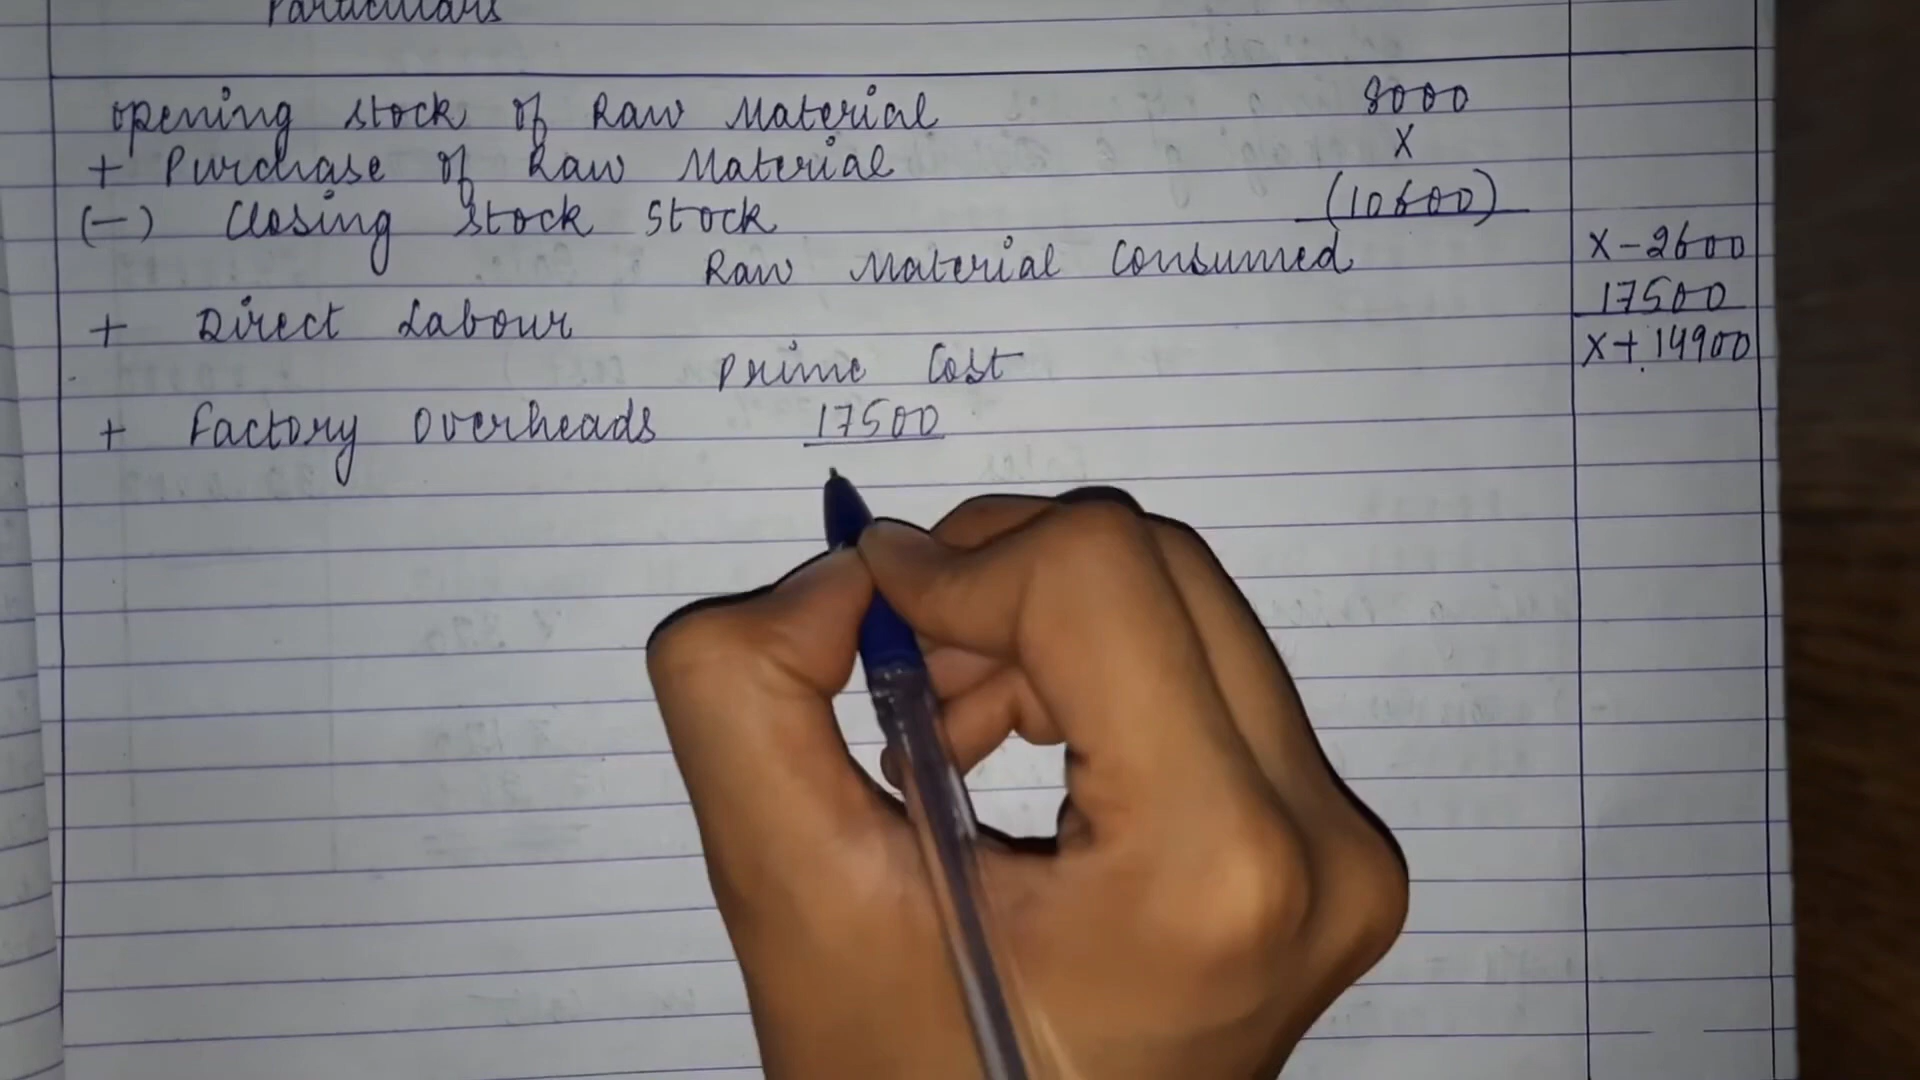 Particulars
opening stock of Raw Material 8000
+ Purchase of Raw Material X
(-) Closing stock stock (10600)
Raw Material Consumed X-2600
+ Direct Labour 17500
Prime Cost X+14900
+ Factory Overheads 17500